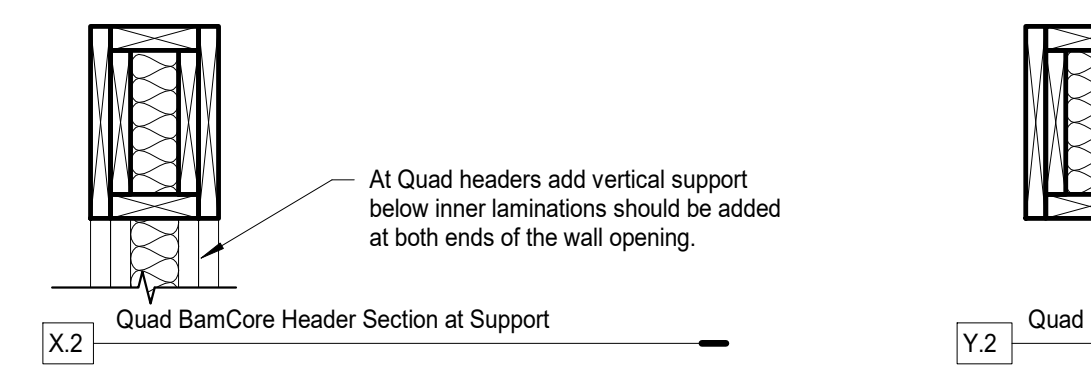 At Quad headers add vertical support
below inner laminations should be added
at both ends of the wall opening.
Quad BamCore Header Section at Support
X.2
Quad
Y.2